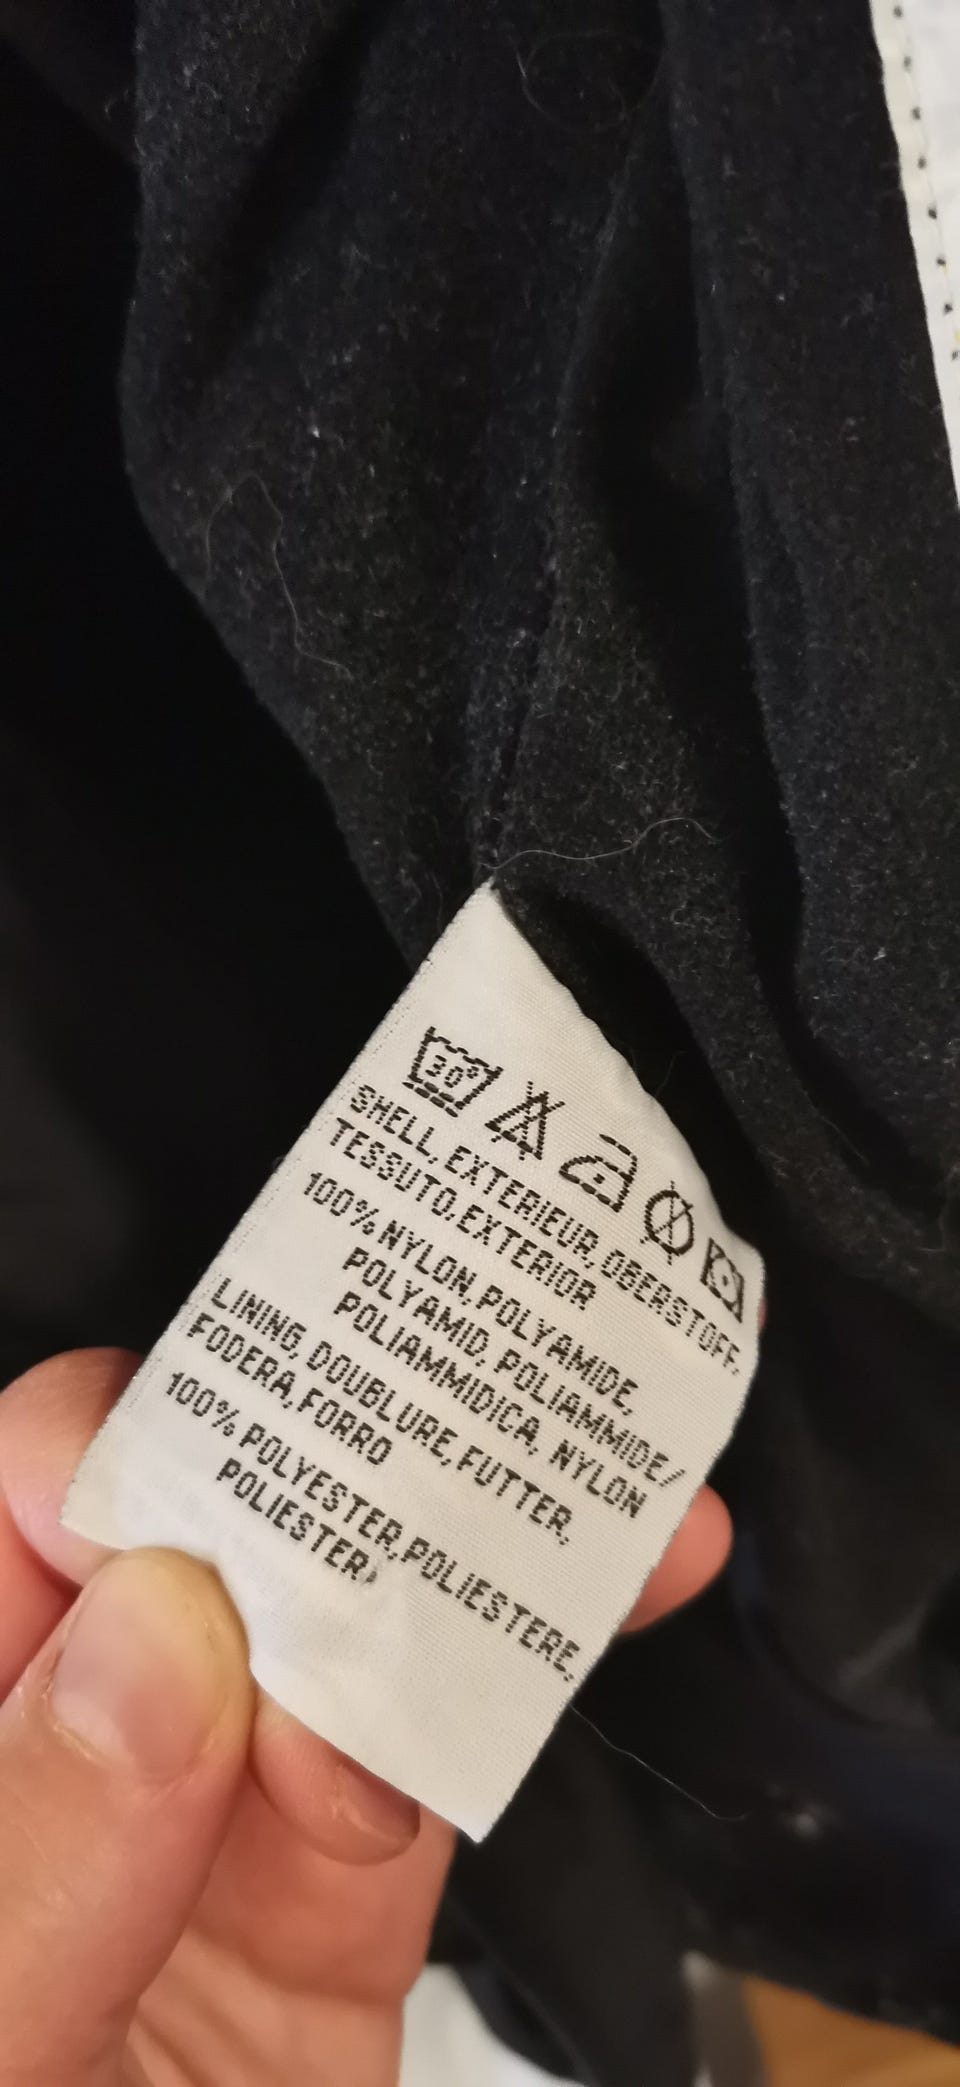 30°
SHELL, EXTERIEUR, OBERSTOFF,
TESSUTO, EXTERIOR
100% NYLON, POLYAMIDE,
POLYAMID, POLIAMMIDE/
POLIAMMIDICA, NYLON
LINING, DOUBLURE, FUTTER,
FODERA, FORRO
100% POLYESTER, POLIESTERE,
POLIESTER)